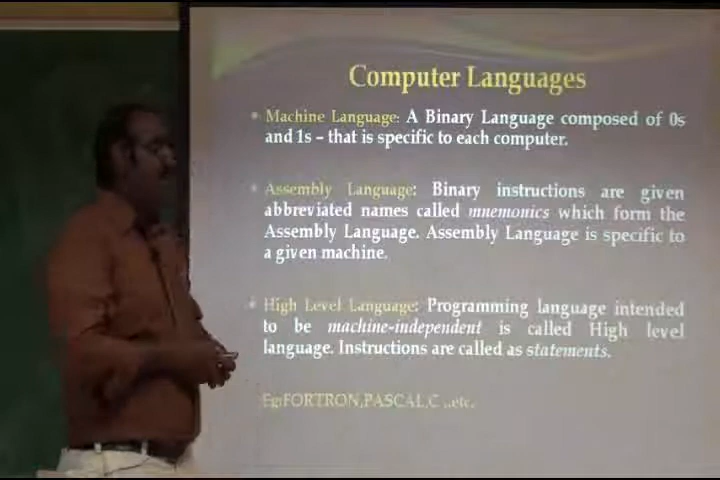 Computer Languages
Machine Language: A Binary Language composed of 0s
and 1s – that is specific to each computer.
Assembly Language: Binary instructions are given
abbreviated names called mnemonics which form the
Assembly Language. Assembly Language is specific to
a given machine.
High Level Language: Programming language intended
to be machine-independent is called High level
language. Instructions are called as statements.
Eg:FORTRON,PASCAL,C ..etc.